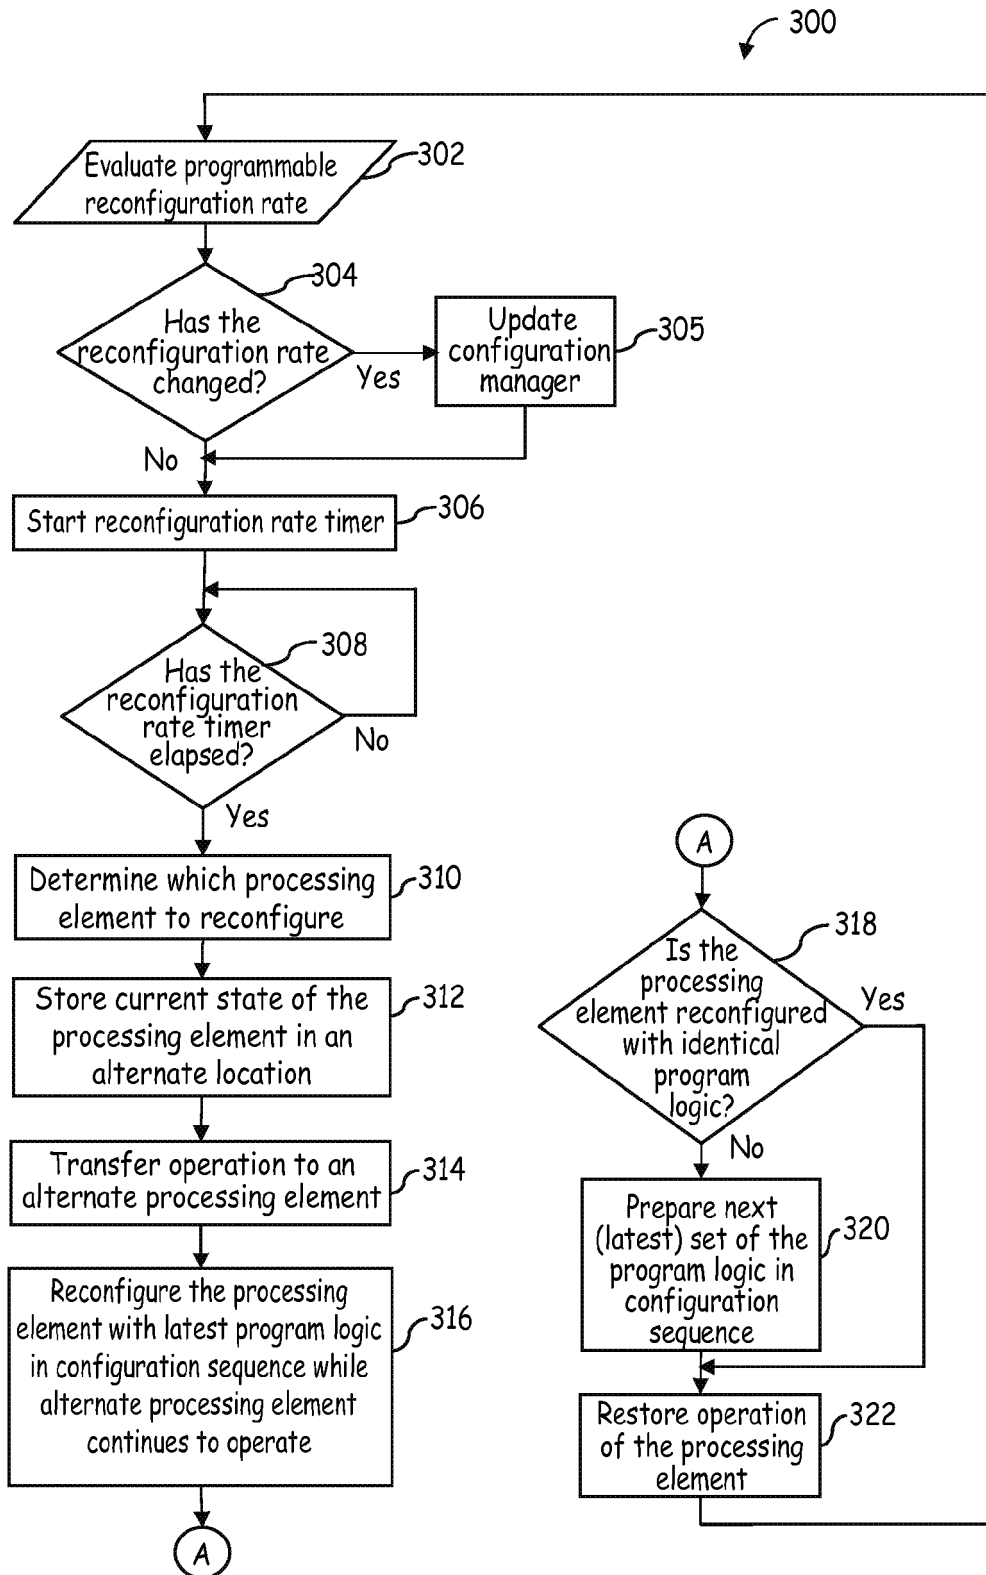 300
Evaluate programmable
reconfiguration rate
302
304
Has the
reconfiguration rate
changed?
Yes
Update
configuration
manager
305
No
Start reconfiguration rate timer
306
308
Has the
reconfiguration
rate timer
elapsed?
No
Yes
Determine which processing
element to reconfigure
310
Store current state of the
processing element in an
alternate location
312
Transfer operation to an
alternate processing element
314
Reconfigure the processing
element with latest program logic
in configuration sequence while
alternate processing element
continues to operate
316
A
A
318
Is the
processing
element reconfigured
with identical
program
logic?
Yes
No
Prepare next
(latest) set of the
program logic in
configuration
sequence
320
Restore operation
of the processing
element
322